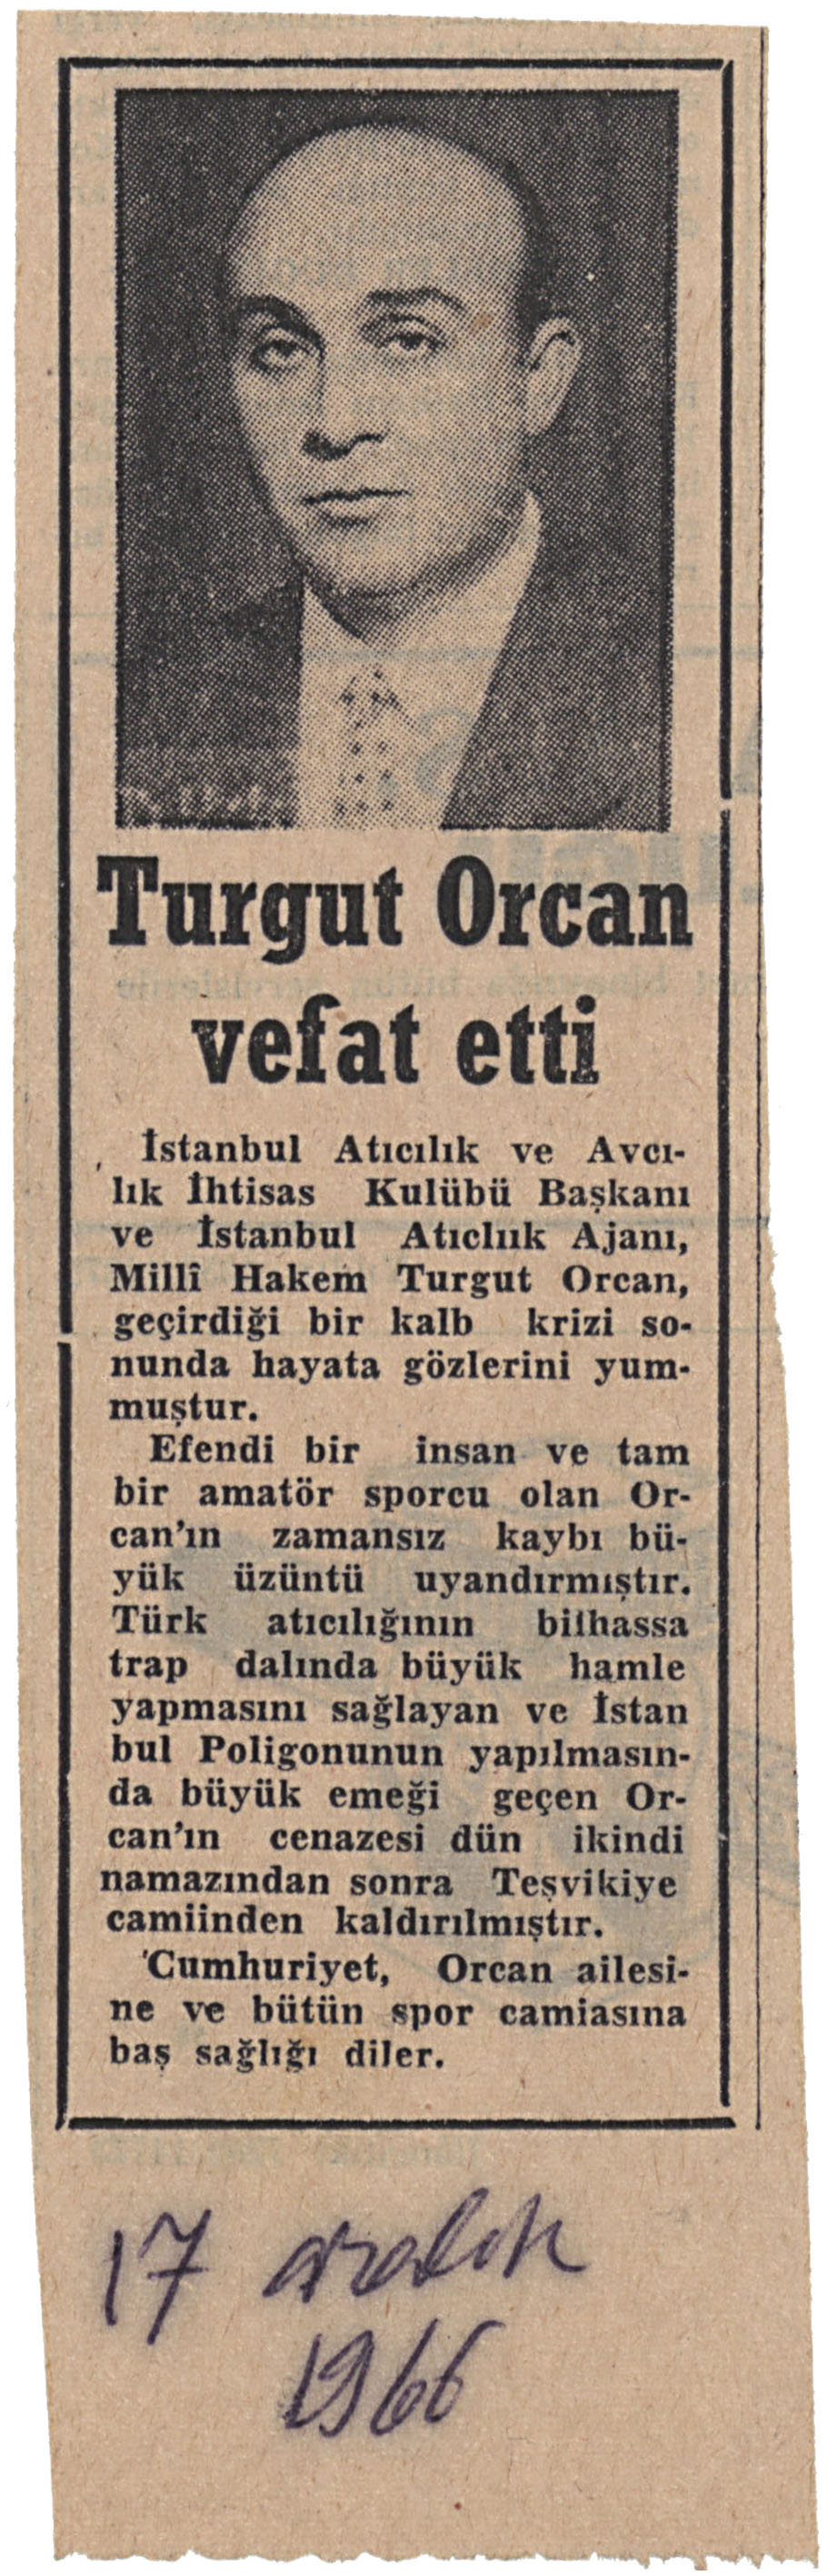 Turgut Orcan
vefat etti
İstanbul Atıcılık ve Avcı-
lık İhtisas Kulübü Başkanı
ve İstanbul Atıclıık Ajanı,
Millî Hakem Turgut Orcan,
geçirdiği bir kalb krizi so-
nunda hayata gözlerini yum-
muştur.
Efendi bir insan ve tam
bir amatör sporcu olan Or-
can'ın zamansız kaybı bü-
yük üzüntü uyandırmıştır.
Türk atıcılığının bilhassa
trap dalında büyük hamle
yapmasını sağlayan ve İstan
bul Poligonunun yapılmasın-
da büyük emeği geçen Or-
can'ın cenazesi dün ikindi
namazından sonra Teşvikiye
camiinden kaldırılmıştır.
'Cumhuriyet, Orcan ailesi-
ne ve bütün spor camiasına
baş sağlığı diler.
17 aralık
1966